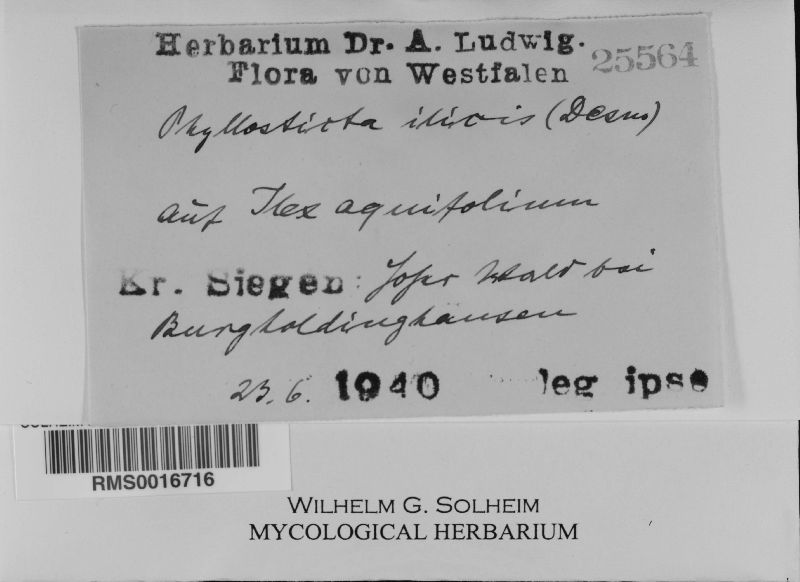 Herbarium Dr. A. Ludwig.
Flora von Westfalen 25564
Phyllosticta ilicis (Desm)
auf Ilex aquifolium
Kr. Siegen: Wald bei
Burgholdinghausen
23. 6. 1940 leg ipse
RMS0016716
WILHELM G. SOLHEIM
MYCOLOGICAL HERBARIUM